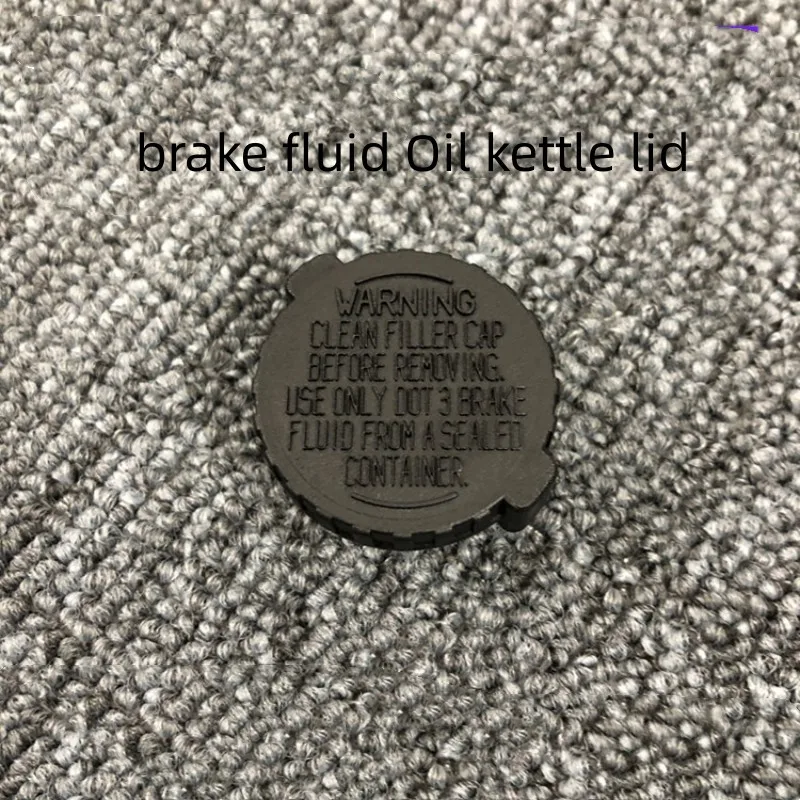 brake fluid Oil kettle lid
WARNING
CLEAN FILLER CAP
BEFORE REMOVING.
USE ONLY DOT 3 BRAKE
FLUID FROM A SEALED
CONTAINER.